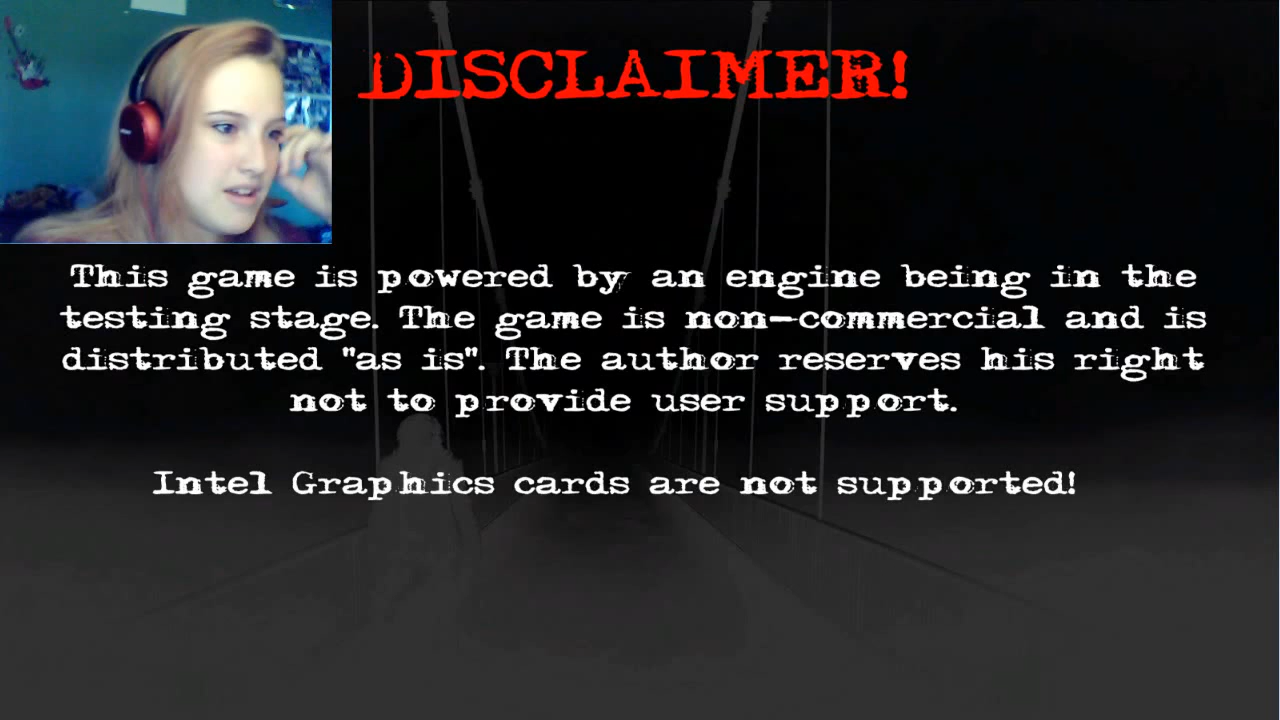 DISCLAIMER!
This game is powered by an engine being in the
testing stage. The game is non-commercial and is
distributed "as is". The author reserves his right
not to provide user support.
Intel Graphics cards are not supported!